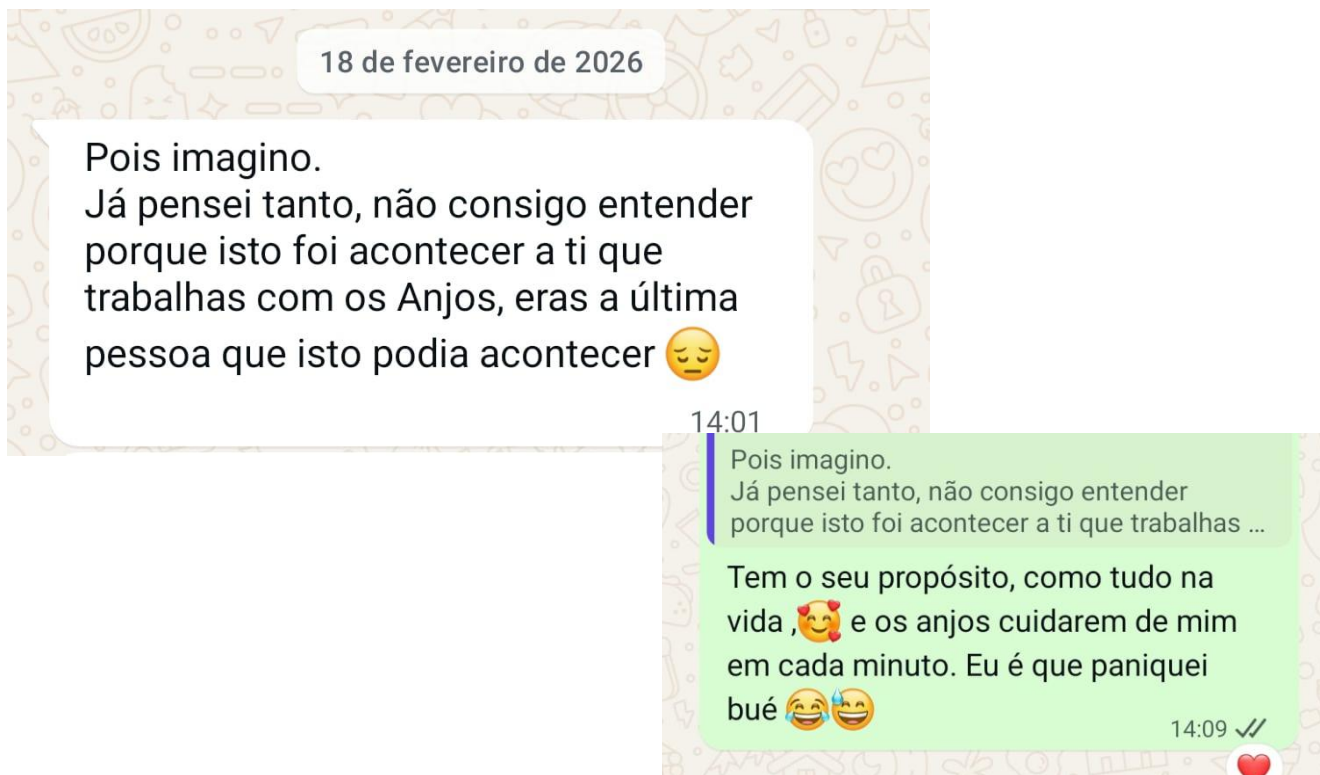 18 de fevereiro de 2026
Pois imagino.
Já pensei tanto, não consigo entender
porque isto foi acontecer a ti que
trabalhas com os Anjos, eras a última
pessoa que isto podia acontecer 😔
14:01
Pois imagino.
Já pensei tanto, não consigo entender
porque isto foi acontecer a ti que trabalhas ...
Tem o seu propósito, como tudo na
vida ,🥰 e os anjos cuidarem de mim
em cada minuto. Eu é que paniquei
bué 😂😅
14:09